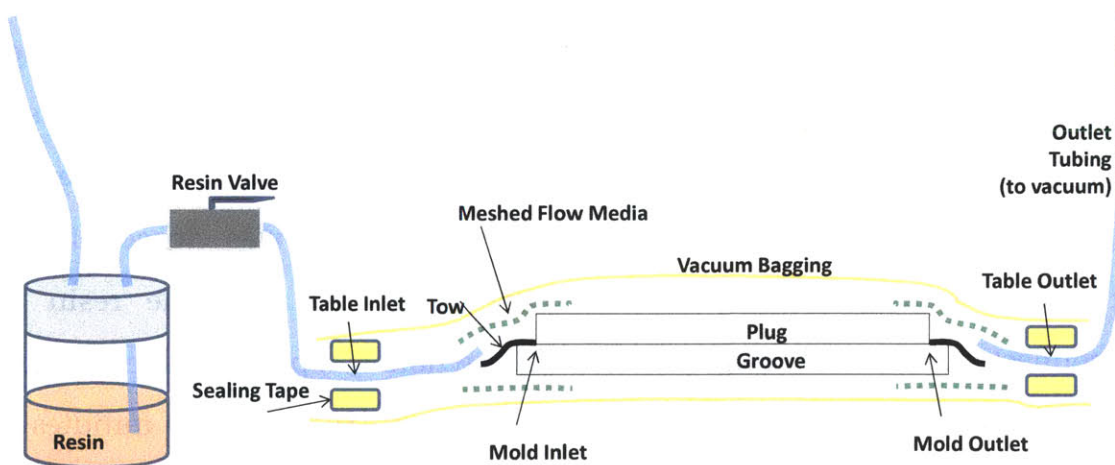 Outlet
Tubing
(to vacuum)
Resin Valve
Meshed Flow Media
Vacuum Bagging
Table Inlet
Tow
Table Outlet
Plug
Groove
Sealing Tape
Resin
Mold Inlet
Mold Outlet